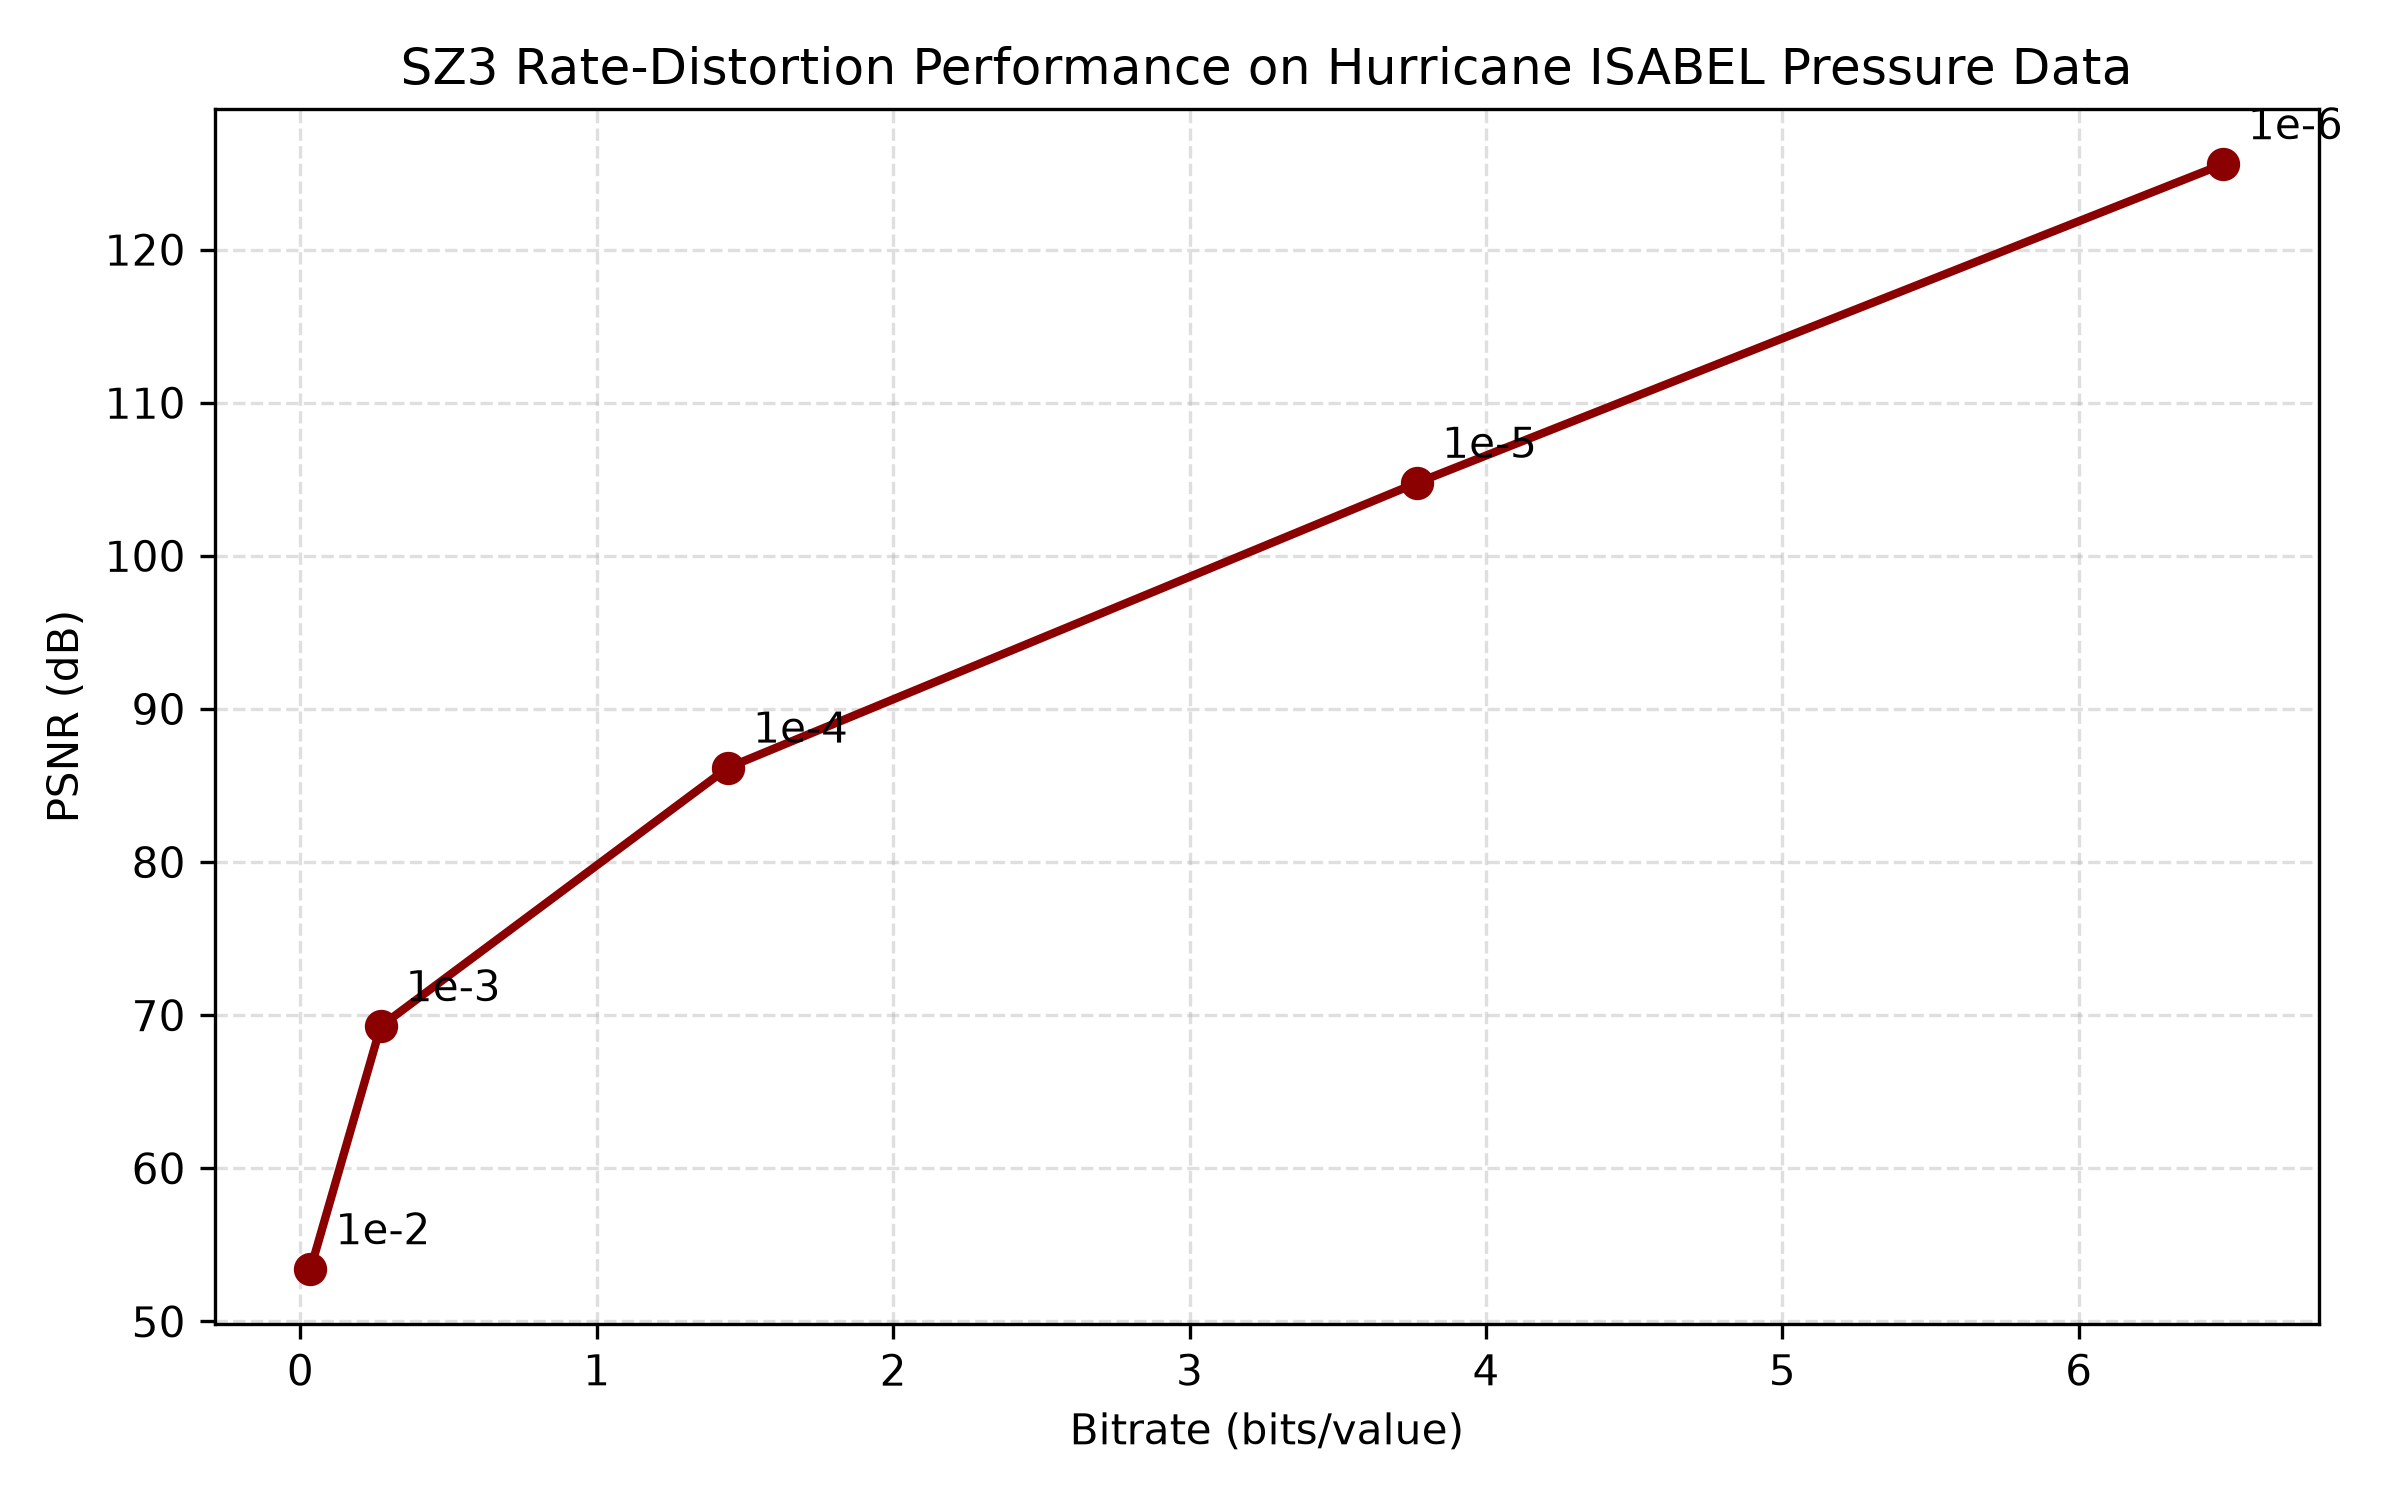 SZ3 Rate-Distortion Performance on Hurricane ISABEL Pressure Data
1e-6
120
110
1e-5
100
PSNR (dB)
90
1e-4
80
1e-3
70
60
1e-2
50
0 1 2 3 4 5 6
Bitrate (bits/value)